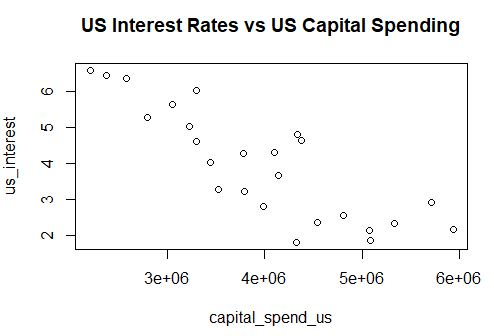 US Interest Rates vs US Capital Spending
us_interest
6
5
4
3
2
3e+06 4e+06 5e+06 6e+06
capital_spend_us